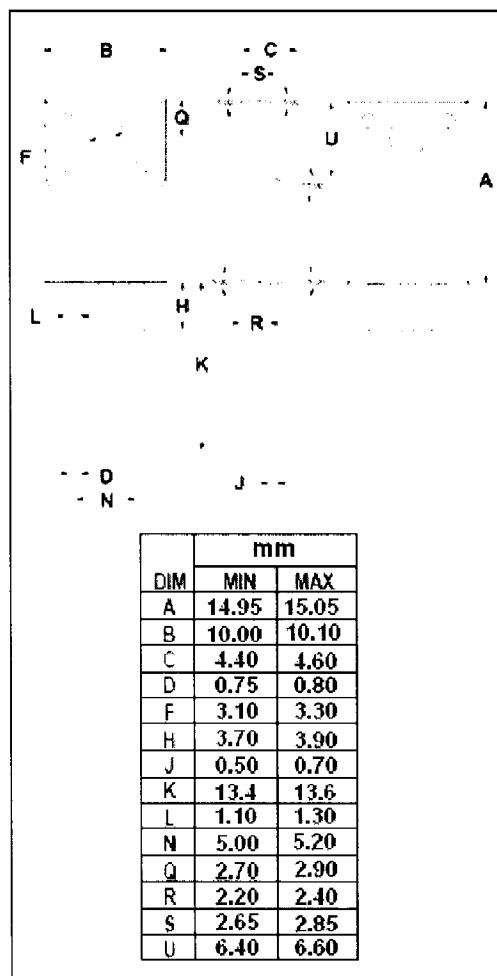 B C
S
Q
F U
A
H
L R
K
D
J
N
mm
DIM MIN MAX
A 14.95 15.05
B 10.00 10.10
C 4.40 4.60
D 0.75 0.80
F 3.10 3.30
H 3.70 3.90
J 0.50 0.70
K 13.4 13.6
L 1.10 1.30
N 5.00 5.20
Q 2.70 2.90
R 2.20 2.40
S 2.65 2.85
U 6.40 6.60